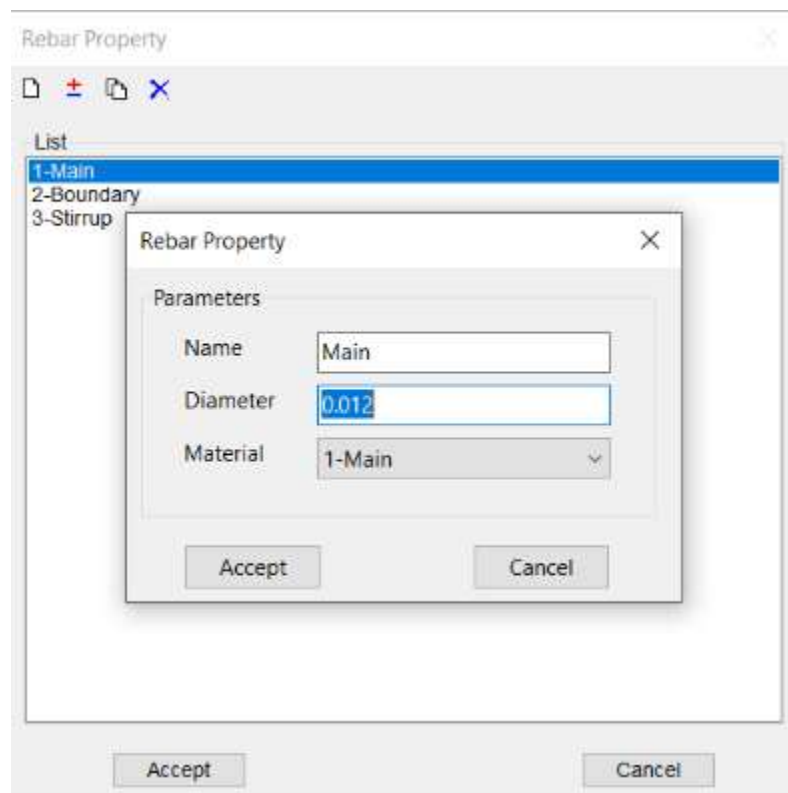 Rebar Property
List
1-Main
2-Boundary
3-Stirrup
Rebar Property
Parameters
Name Main
Diameter 0.012
Material 1-Main
Accept Cancel
Accept Cancel